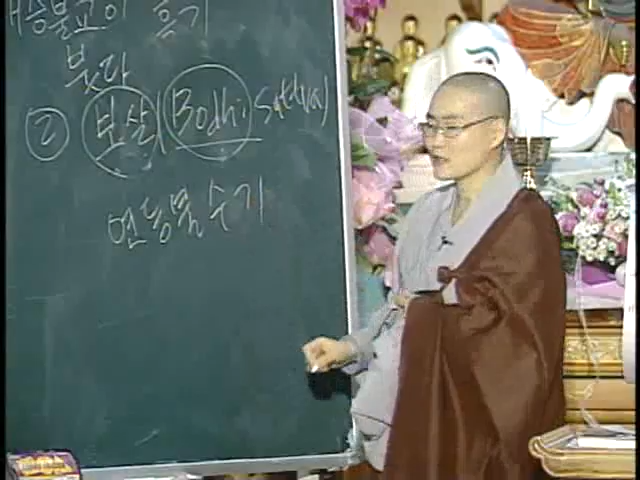 대승불교의 흥기
붓다
② 보살(Bodhisattva)
연등불 수기